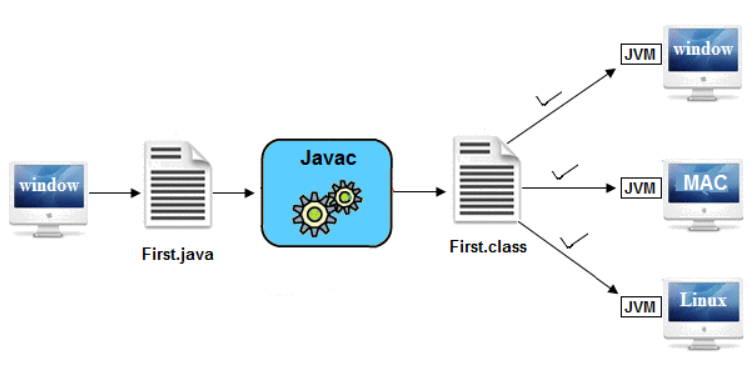 window
First.java
Javac
First.class
JVM
window
JVM
MAC
JVM
Linux